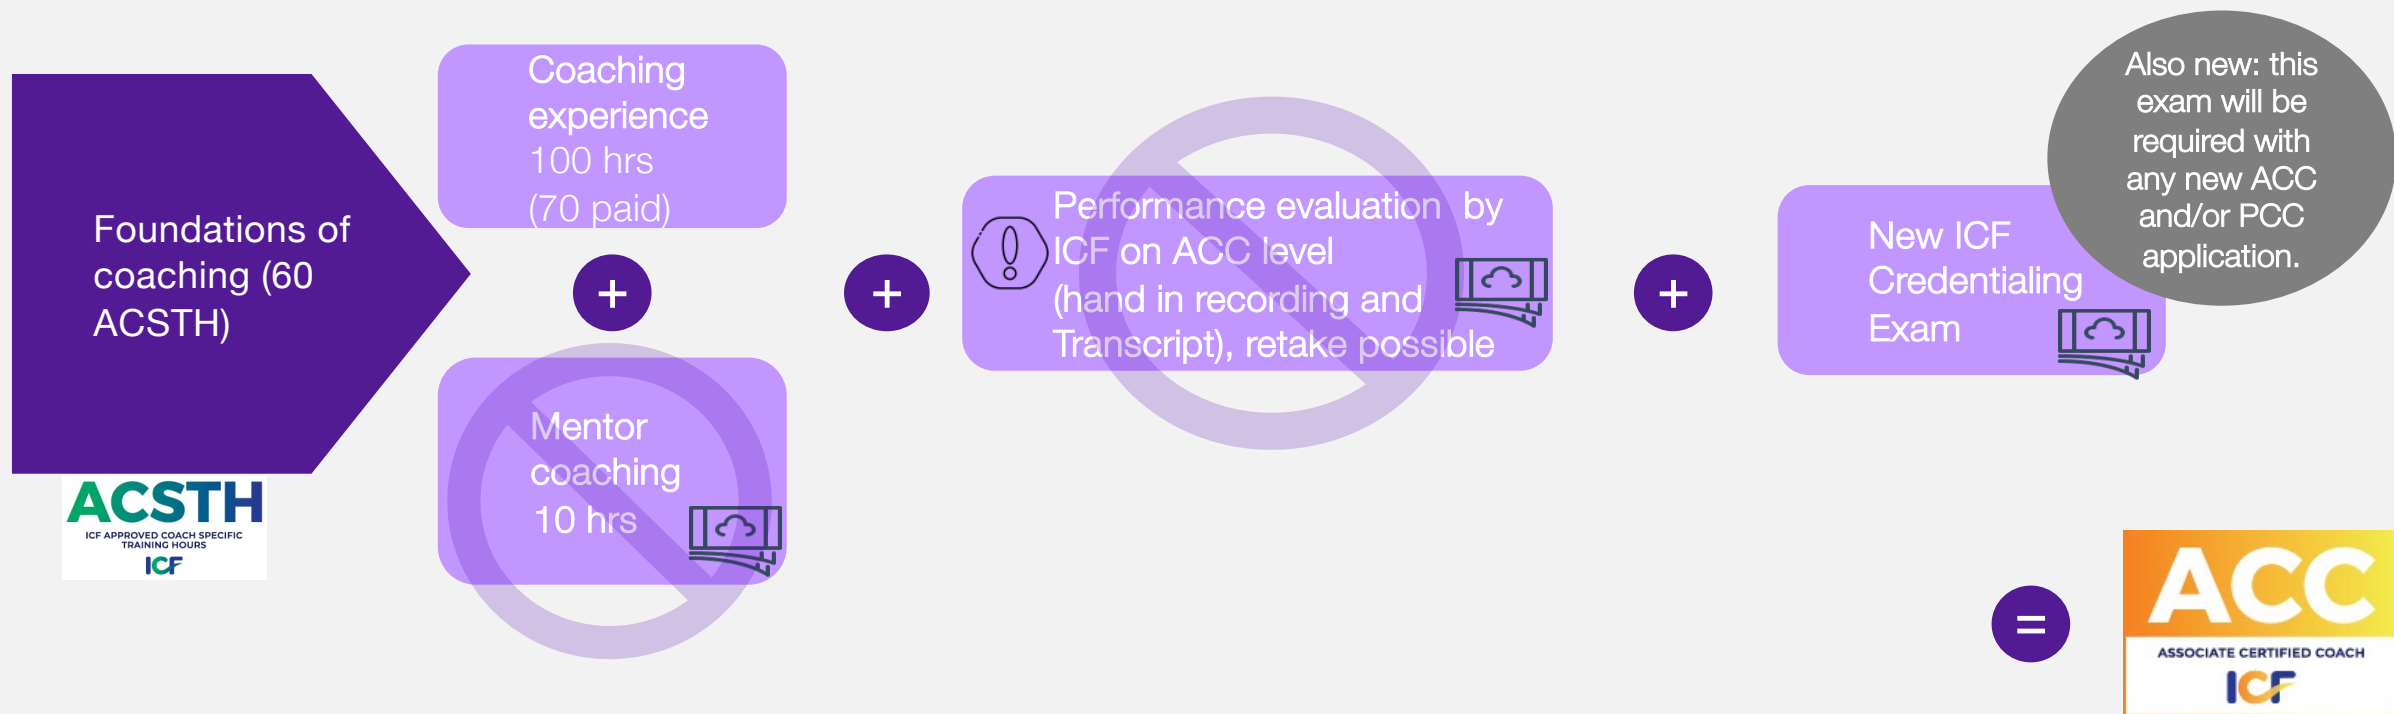 Foundations of
coaching (60
ACSTH)
ACSTH
ICF APPROVED COACH SPECIFIC
TRAINING HOURS
ICF
Coaching
experience
100 hrs
(70 paid)
+
Mentor
coaching
10 hrs
+
Performance evaluation by
ICF on ACC level
(hand in recording and
Transcript), retake possible
+
New ICF
Credentialing
Exam
Also new: this
exam will be
required with
any new ACC
and/or PCC
application.
=
ACC
ASSOCIATE CERTIFIED COACH
ICF